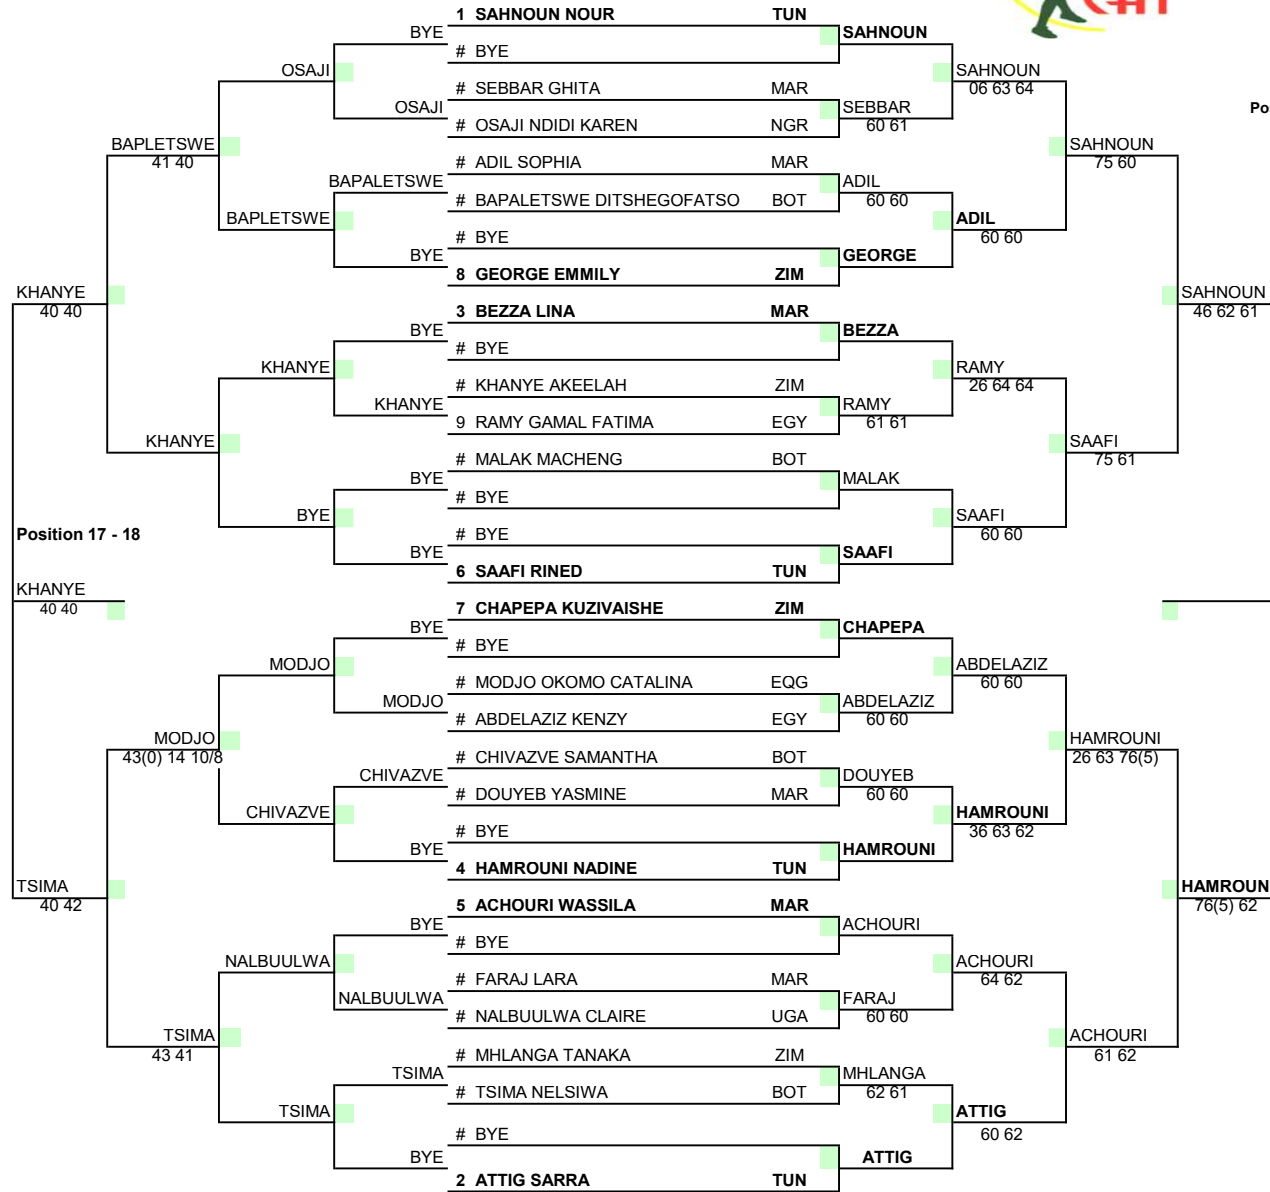 1 SAHNOUN NOUR TUN
BYE SAHNOUN
# BYE
OSAJI SAHNOUN
# SEBBAR GHITA MAR 06 63 64
OSAJI SEBBAR Po
# OSAJI NDIDI KAREN NGR 60 61
BAPLETSWE SAHNOUN
41 40 # ADIL SOPHIA MAR 75 60
BAPALETSWE ADIL
# BAPALETSWE DITSHEGOFATSO BOT 60 60
BAPLETSWE ADIL
# BYE 60 60
BYE GEORGE
8 GEORGE EMMILY ZIM
KHANYE SAHNOUN
40 40 3 BEZZA LINA MAR 46 62 61
BYE BEZZA
# BYE
KHANYE RAMY
# KHANYE AKEELAH ZIM 26 64 64
KHANYE RAMY
9 RAMY GAMAL FATIMA EGY 61 61
KHANYE SAAFI
# MALAK MACHENG BOT 75 61
BYE MALAK
# BYE
BYE SAAFI
Position 17 - 18 # BYE 60 60
BYE SAAFI
6 SAAFI RINED TUN
KHANYE
40 40 7 CHAPEPA KUZIVAISHE ZIM
BYE CHAPEPA
# BYE
MODJO ABDELAZIZ
# MODJO OKOMO CATALINA EQG 60 60
MODJO ABDELAZIZ
# ABDELAZIZ KENZY EGY 60 60
MODJO HAMROUNI
43(0) 14 10/8 # CHIVAZVE SAMANTHA BOT 26 63 76(5)
CHIVAZVE DOUYEB
# DOUYEB YASMINE MAR 60 60
CHIVAZVE HAMROUNI
# BYE 36 63 62
BYE HAMROUNI
4 HAMROUNI NADINE TUN
TSIMA HAMROUN
40 42 5 ACHOURI WASSILA MAR 76(5) 62
BYE ACHOURI
# BYE
NALBUULWA ACHOURI
# FARAJ LARA MAR 64 62
NALBUULWA FARAJ
# NALBUULWA CLAIRE UGA 60 60
TSIMA ACHOURI
43 41 # MHLANGA TANAKA ZIM 61 62
TSIMA MHLANGA
# TSIMA NELSIWA BOT 62 61
TSIMA ATTIG
# BYE 60 62
BYE ATTIG
2 ATTIG SARRA TUN